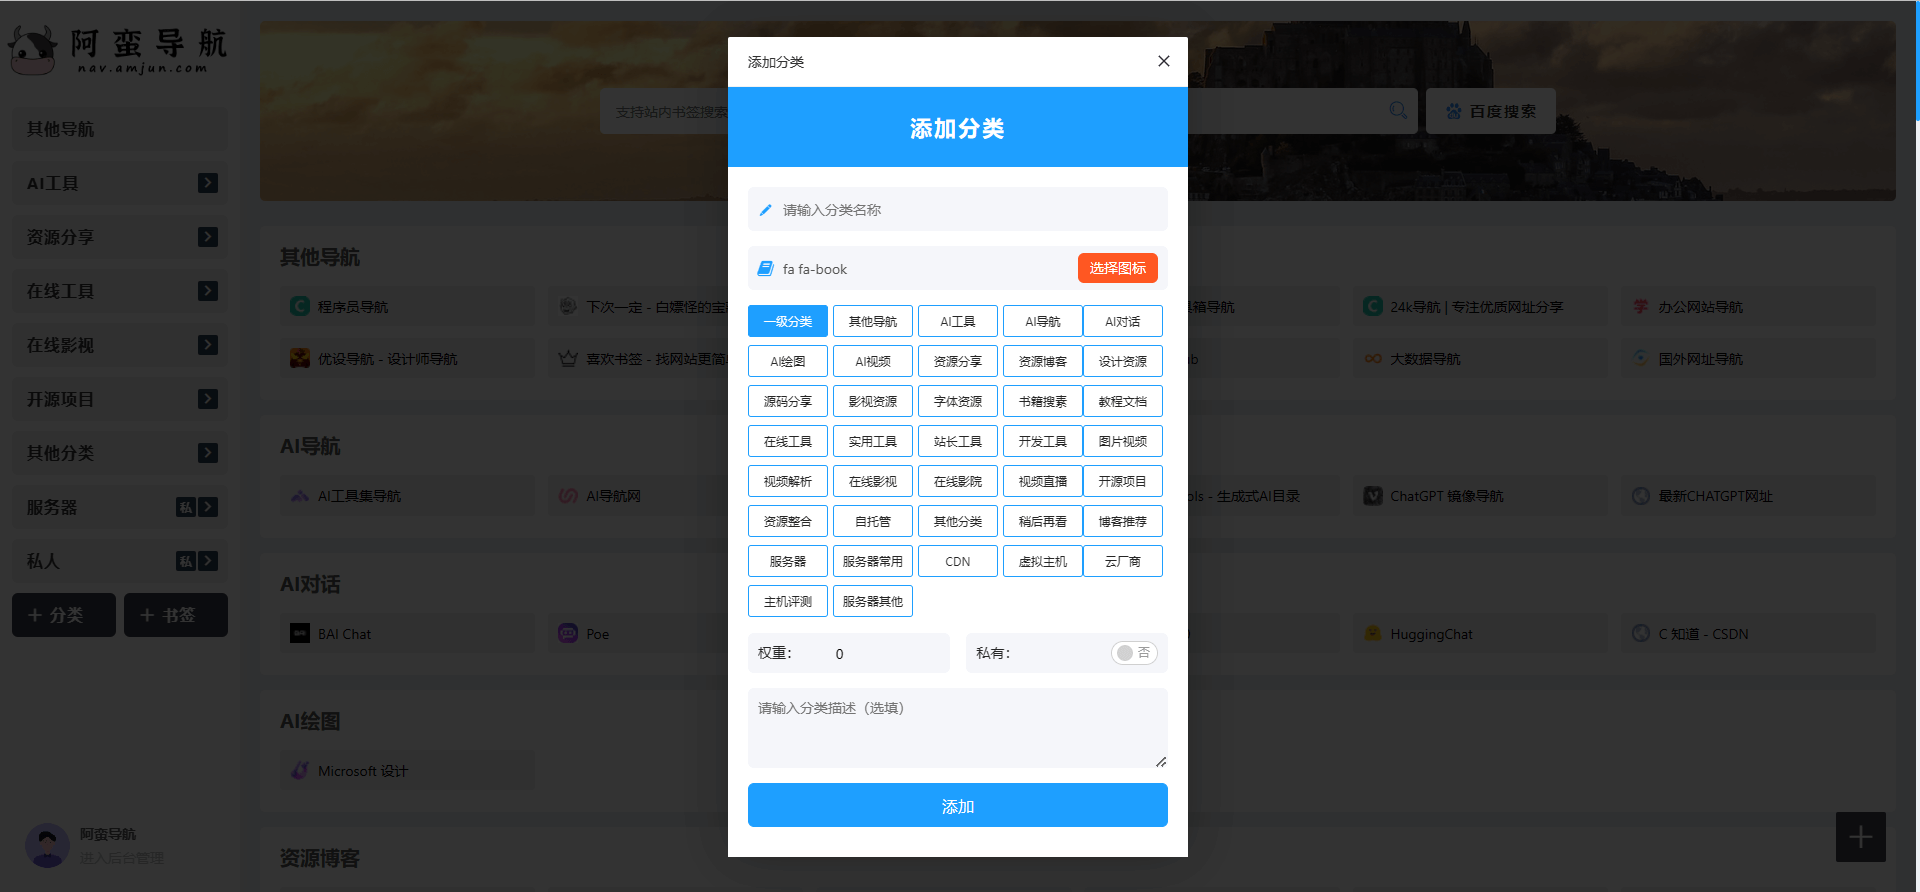 阿蛮导航
nav.amjun.com
其他导航
AI工具
资源分享
在线工具
在线影视
开源项目
其他分类
服务器 私
私人 私
+ 分类
+ 书签
阿蛮导航
进入后台管理
支持站内书签搜索
百度搜索
其他导航
程序员导航
下次一定 - 白嫖怪的宝
箱导航
24k导航 | 专注优质网址分享
办公网站导航
优设导航 - 设计师导航
喜欢书签 - 找网站更简
b
大数据导航
国外网址导航
AI导航
AI工具集导航
AI导航网
ols - 生成式AI目录
ChatGPT 镜像导航
最新CHATGPT网址
AI对话
BAI Chat
Poe
HuggingChat
C 知道 - CSDN
AI绘图
Microsoft 设计
资源博客
添加分类
添加分类
请输入分类名称
fa fa-book
选择图标
一级分类 其他导航 AI工具 AI导航 AI对话
AI绘图 AI视频 资源分享 资源博客 设计资源
源码分享 影视资源 字体资源 书籍搜素 教程文档
在线工具 实用工具 站长工具 开发工具 图片视频
视频解析 在线影视 在线影院 视频直播 开源项目
资源整合 自托管 其他分类 稍后再看 博客推荐
服务器 服务器常用 CDN 虚拟主机 云厂商
主机评测 服务器其他
权重： 0
私有： 否
请输入分类描述（选填）
添加